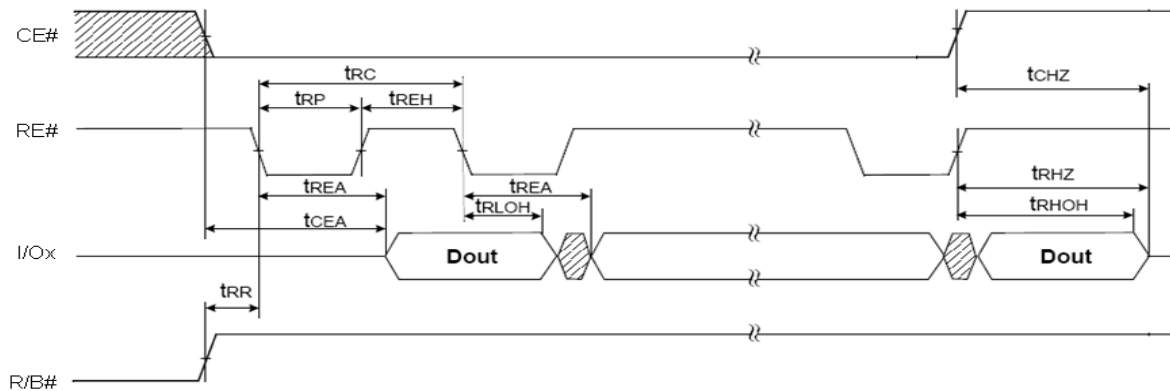 CE#
tRC
tCHZ
tRP
tREH
RE#
tREA
tREA
tRHZ
tCEA
tRLOH
tRHOH
I/Ox
Dout
Dout
tRR
R/B#